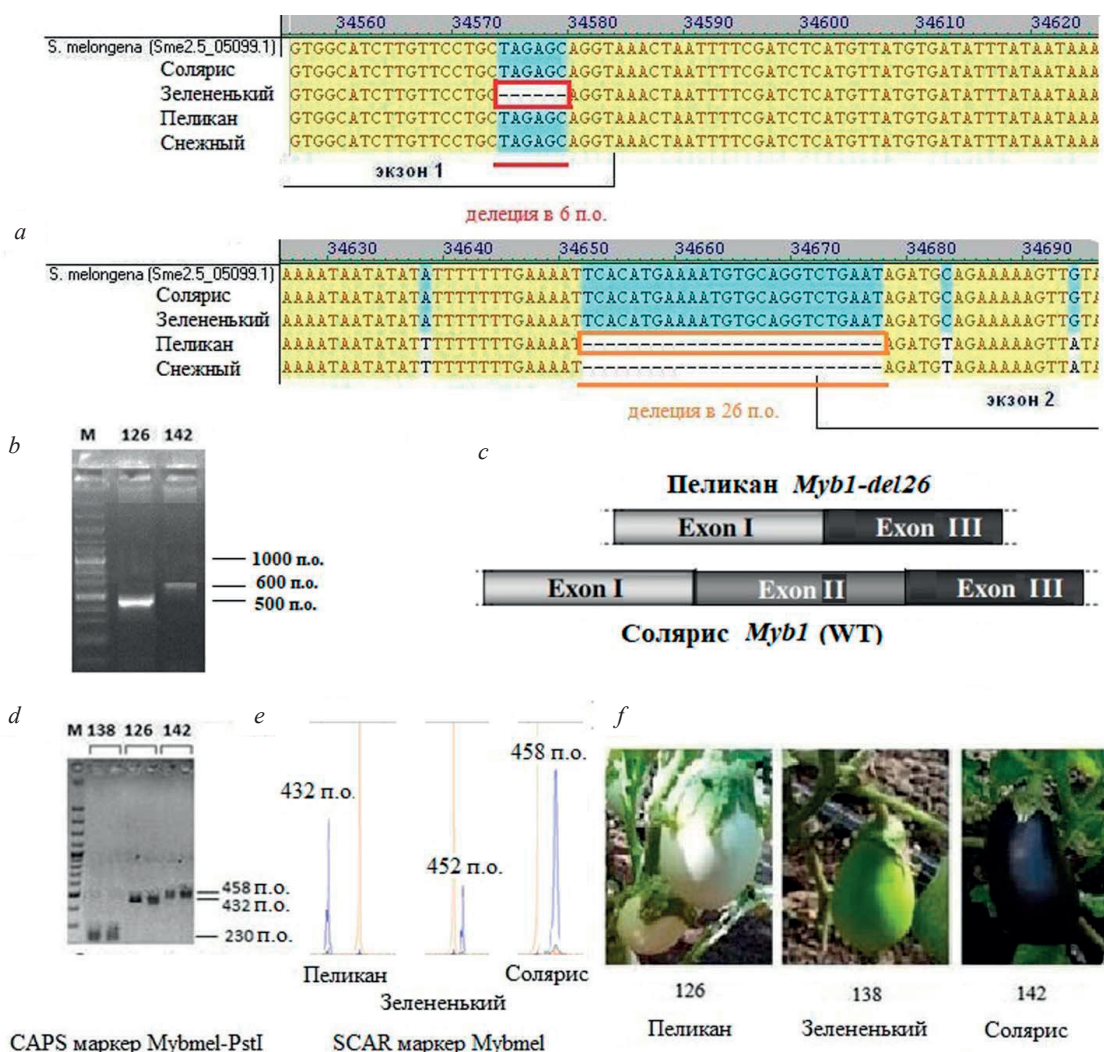 34560 34570 34580 34590 34600 34610 34620
S. melongena (Sme2.5_05099.1) GTGGCATCTTGTTCCTGCTAGAGCAGGTAAACTAATTTTCGATCTCATGTTATGTGATATTTATAATAAA
Солярис GTGGCATCTTGTTCCTGCTAGAGCAGGTAAACTAATTTTCGATCTCATGTTATGTGATATTTATAATAAA
Зелененький GTGGCATCTTGTTCCTGC------AGGTAAACTAATTTTCGATCTCATGTTATGTGATATTTATAATAAA
Пеликан GTGGCATCTTGTTCCTGCTAGAGCAGGTAAACTAATTTTCGATCTCATGTTATGTGATATTTATAATAAA
Снежный GTGGCATCTTGTTCCTGCTAGAGCAGGTAAACTAATTTTCGATCTCATGTTATGTGATATTTATAATAAA
экзон 1
делеция в 6 п.о.
a
34630 34640 34650 34660 34670 34680 34690
S. melongena (Sme2.5_05099.1) AAAATAATATATATTTTTTTGAAAATTCACATGAAAATGTGCAGGTCTGAATAGATGCAGAAAAAGTTGTA
Солярис AAAATAATATATATTTTTTTGAAAATTCACATGAAAATGTGCAGGTCTGAATAGATGCAGAAAAAGTTGTA
Зелененький AAAATAATATATATTTTTTTGAAAATTCACATGAAAATGTGCAGGTCTGAATAGATGCAGAAAAAGTTGTA
Пеликан AAAATAATATATTTTTTTTTGAAAAT--------------------------AGATGTAGAAAAAGTTATA
Снежный AAAATAATATATTTTTTTTTGAAAAT--------------------------AGATGTAGAAAAAGTTATA
делеция в 26 п.о.
экзон 2
b
M 126 142
1000 п.о.
600 п.о.
500 п.о.
c
Пеликан Myb1-del26
Exon I Exon III
Exon I Exon II Exon III
Солярис Myb1 (WT)
d
M 138 126 142
458 п.о.
432 п.о.
230 п.о.
CAPS маркер Mybmel-PstI
e
432 п.о.
452 п.о.
458 п.о.
Пеликан
Зелененький
Солярис
SCAR маркер Mybmel
f
126 138 142
Пеликан Зелененький Солярис